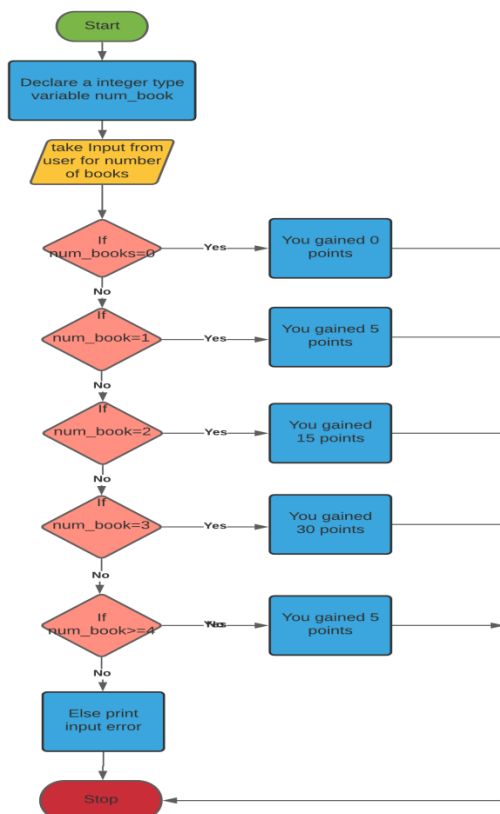 Start
Declare a integer type
variable num_book
take Input from
user for number
of books
If
num_books=0
Yes
You gained 0
points
No
If
num_book=1
Yes
You gained 5
points
No
If
num_book=2
Yes
You gained
15 points
No
If
num_book=3
Yes
You gained
30 points
No
If
num_book>=4
You gained 5
points
No
Else print
input error
Stop